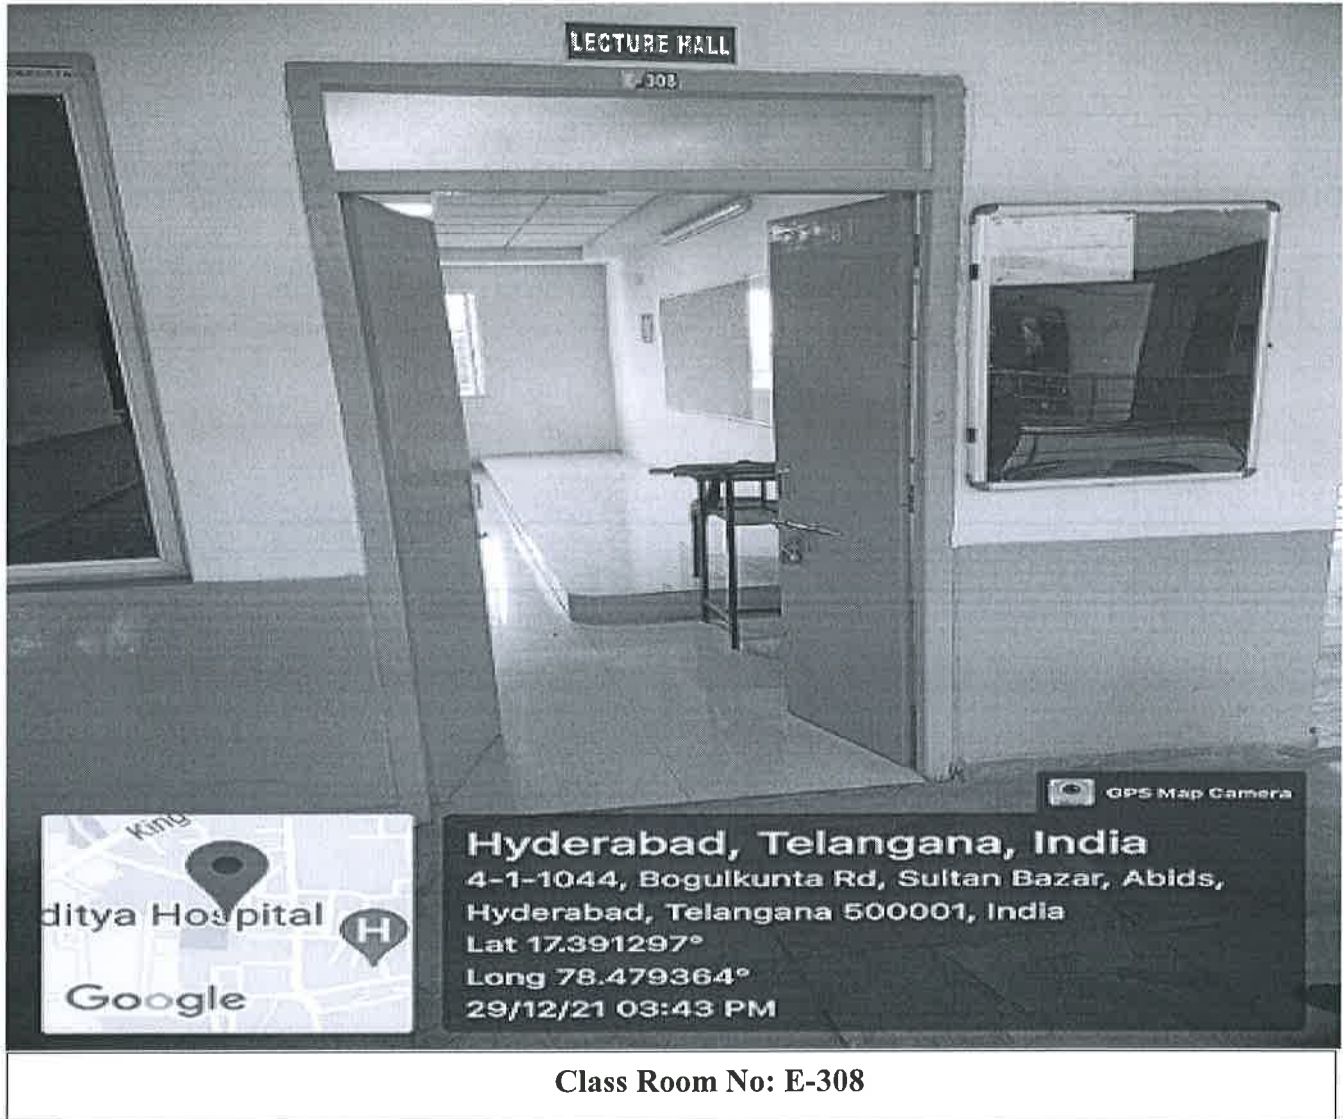 LECTURE HALL
E-308
GPS Map Camera
King
ditya Hospital
H
Google
Hyderabad, Telangana, India
4-1-1044, Bogulkunta Rd, Sultan Bazar, Abids,
Hyderabad, Telangana 500001, India
Lat 17.391297°
Long 78.479364°
29/12/21 03:43 PM
Class Room No: E-308